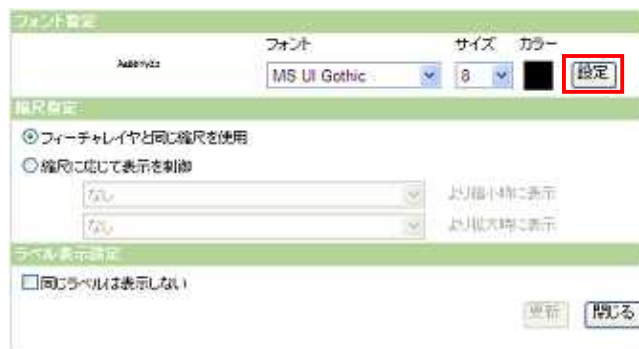 フォント指定
フォント サイズ カラー
AaBbYyZz
MS UI Gothic 8 設定
縮尺指定
フィーチャレイヤと同じ縮尺を使用
縮尺に応じて表示を制御
なし より縮小時に表示
なし より拡大時に表示
ラベル表示設定
同じラベルは表示しない
更新 閉じる